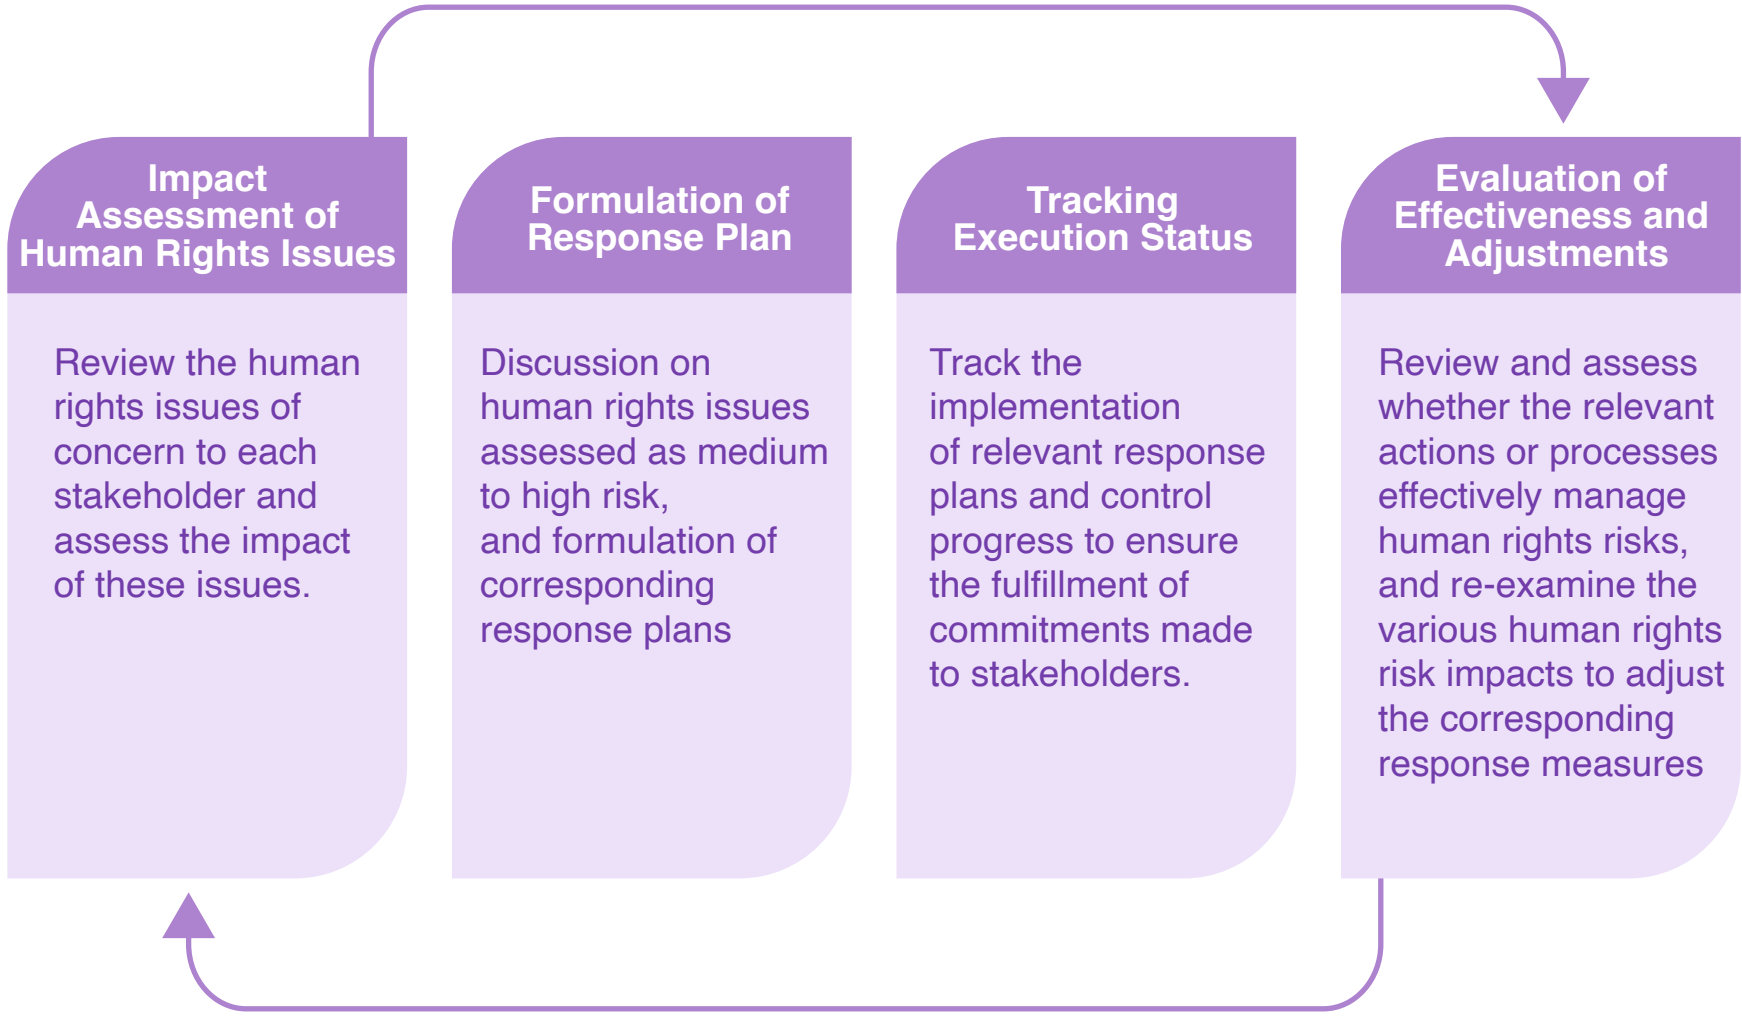 Impact
Assessment of
Human Rights Issues
Review the human
rights issues of
concern to each
stakeholder and
assess the impact
of these issues.
Formulation of
Response Plan
Discussion on
human rights issues
assessed as medium
to high risk,
and formulation of
corresponding
response plans
Tracking
Execution Status
Track the
implementation
of relevant response
plans and control
progress to ensure
the fulfillment of
commitments made
to stakeholders.
Evaluation of
Effectiveness and
Adjustments
Review and assess
whether the relevant
actions or processes
effectively manage
human rights risks,
and re-examine the
various human rights
risk impacts to adjust
the corresponding
response measures